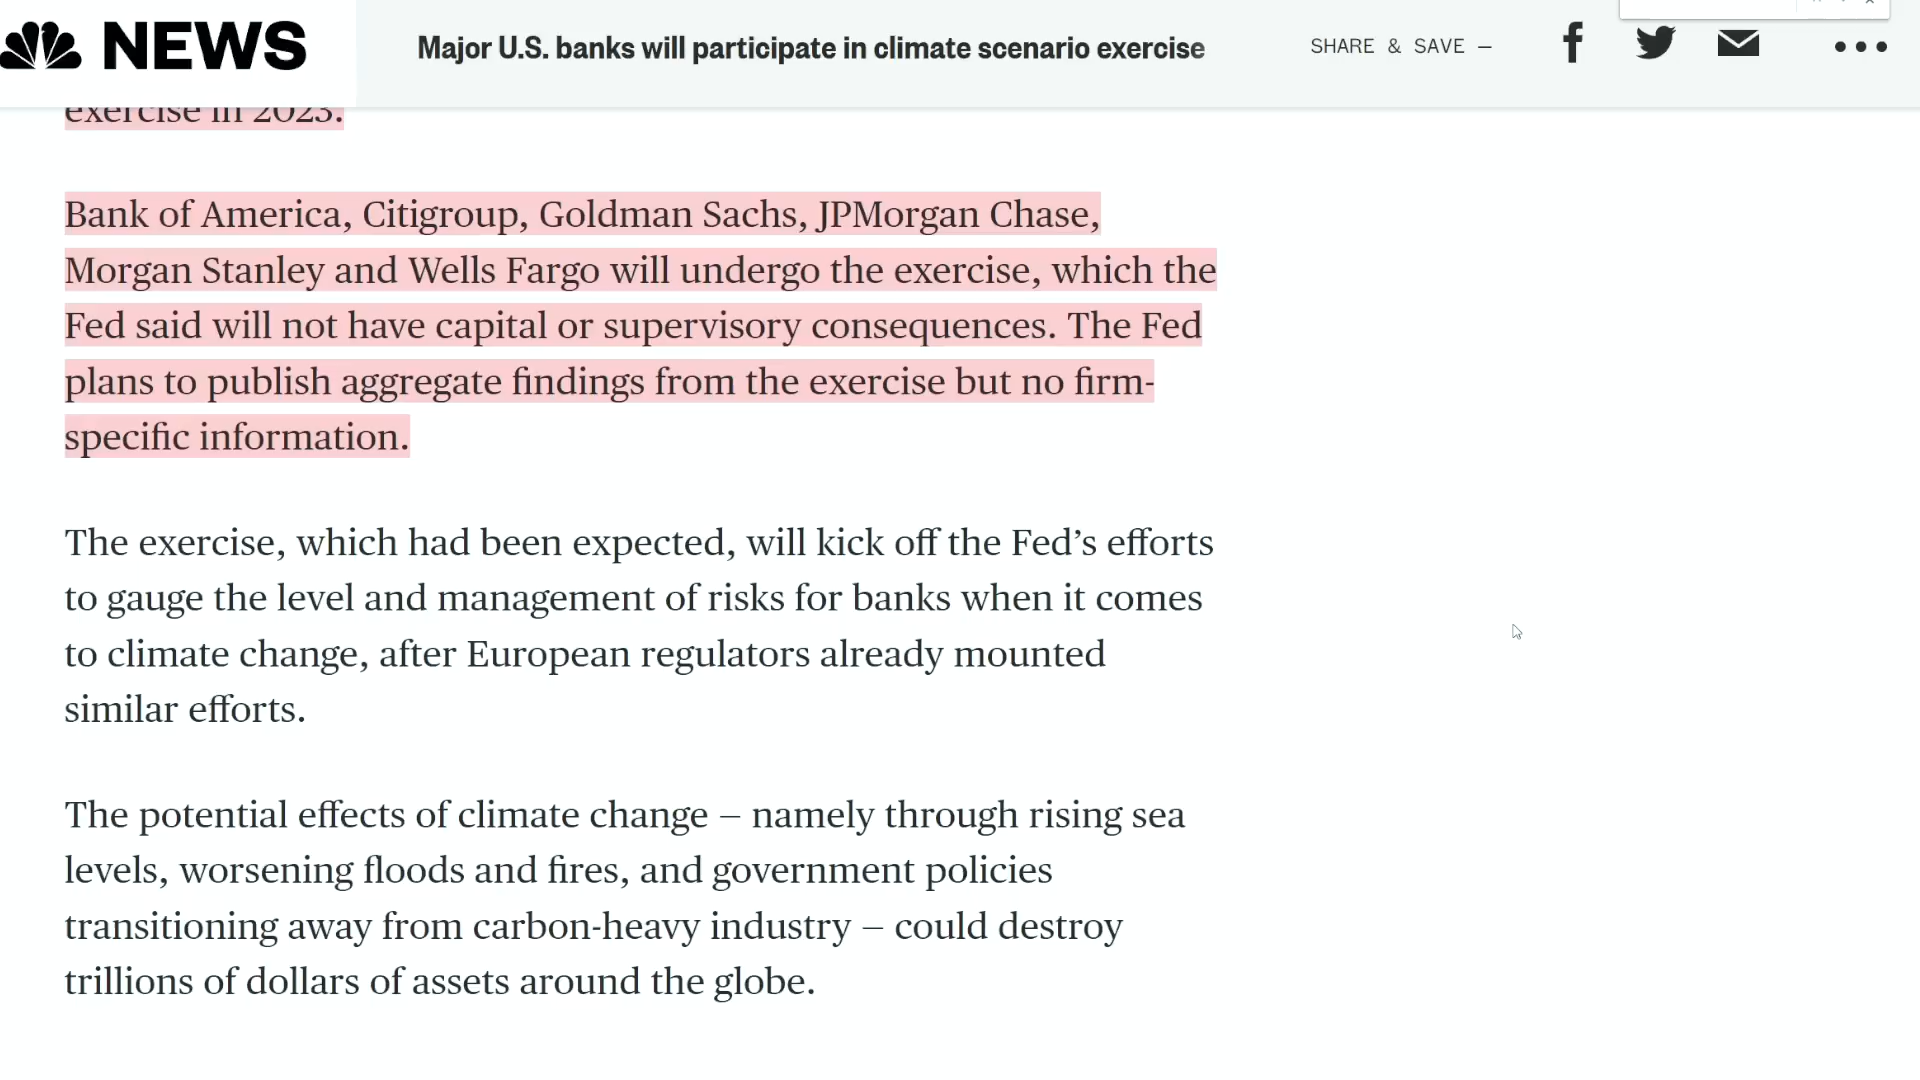 NEWS
Major U.S. banks will participate in climate scenario exercise
SHARE & SAVE —
exercise in 2023.
Bank of America, Citigroup, Goldman Sachs, JPMorgan Chase,
Morgan Stanley and Wells Fargo will undergo the exercise, which the
Fed said will not have capital or supervisory consequences. The Fed
plans to publish aggregate findings from the exercise but no firm-
specific information.
The exercise, which had been expected, will kick off the Fed’s efforts
to gauge the level and management of risks for banks when it comes
to climate change, after European regulators already mounted
similar efforts.
The potential effects of climate change — namely through rising sea
levels, worsening floods and fires, and government policies
transitioning away from carbon-heavy industry — could destroy
trillions of dollars of assets around the globe.